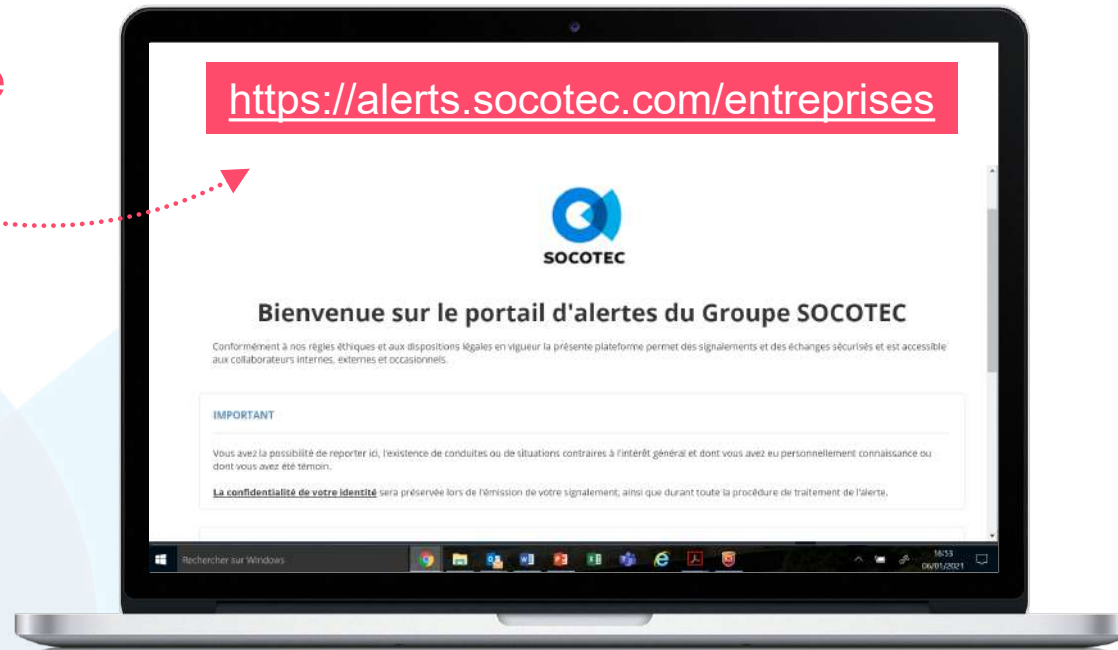 e
https://alerts.socotec.com/entreprises
SOCOTEC
Bienvenue sur le portail d'alertes du Groupe SOCOTEC
Conformément à nos règles éthiques et aux dispositions légales en vigueur la présente plateforme permet des signalements et des échanges sécurisés et est accessible
aux collaborateurs internes, externes et occasionnels.
IMPORTANT
Vous avez la possibilité de reporter ici, l'existence de conduites ou de situations contraires à l'intérêt général et dont vous avez eu personnellement connaissance ou
dont vous avez été témoin.
La confidentialité de votre identité sera préservée lors de l'émission de votre signalement, ainsi que durant toute la procédure de traitement de l'alerte.
Rechercher sur Windows
16:53
06/01/2021